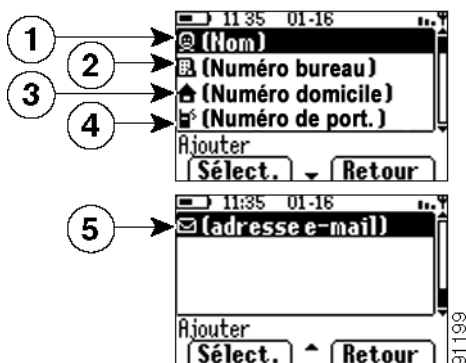 11 35 01-16
1 (Nom)
2 (Numéro bureau)
3 (Numéro domicile)
4 (Numéro de port.)
Ajouter
Sélect. Retour
11:35 01-16
5 (adresse e-mail)
Ajouter
Sélect. Retour
91199